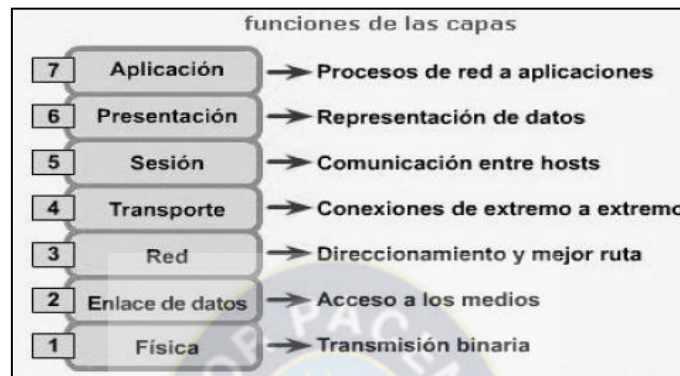 funciones de las capas
7 Aplicación Procesos de red a aplicaciones
6 Presentación Representación de datos
5 Sesión Comunicación entre hosts
4 Transporte Conexiones de extremo a extremo
3 Red Direccionamiento y mejor ruta
2 Enlace de datos Acceso a los medios
1 Física Transmisión binaria